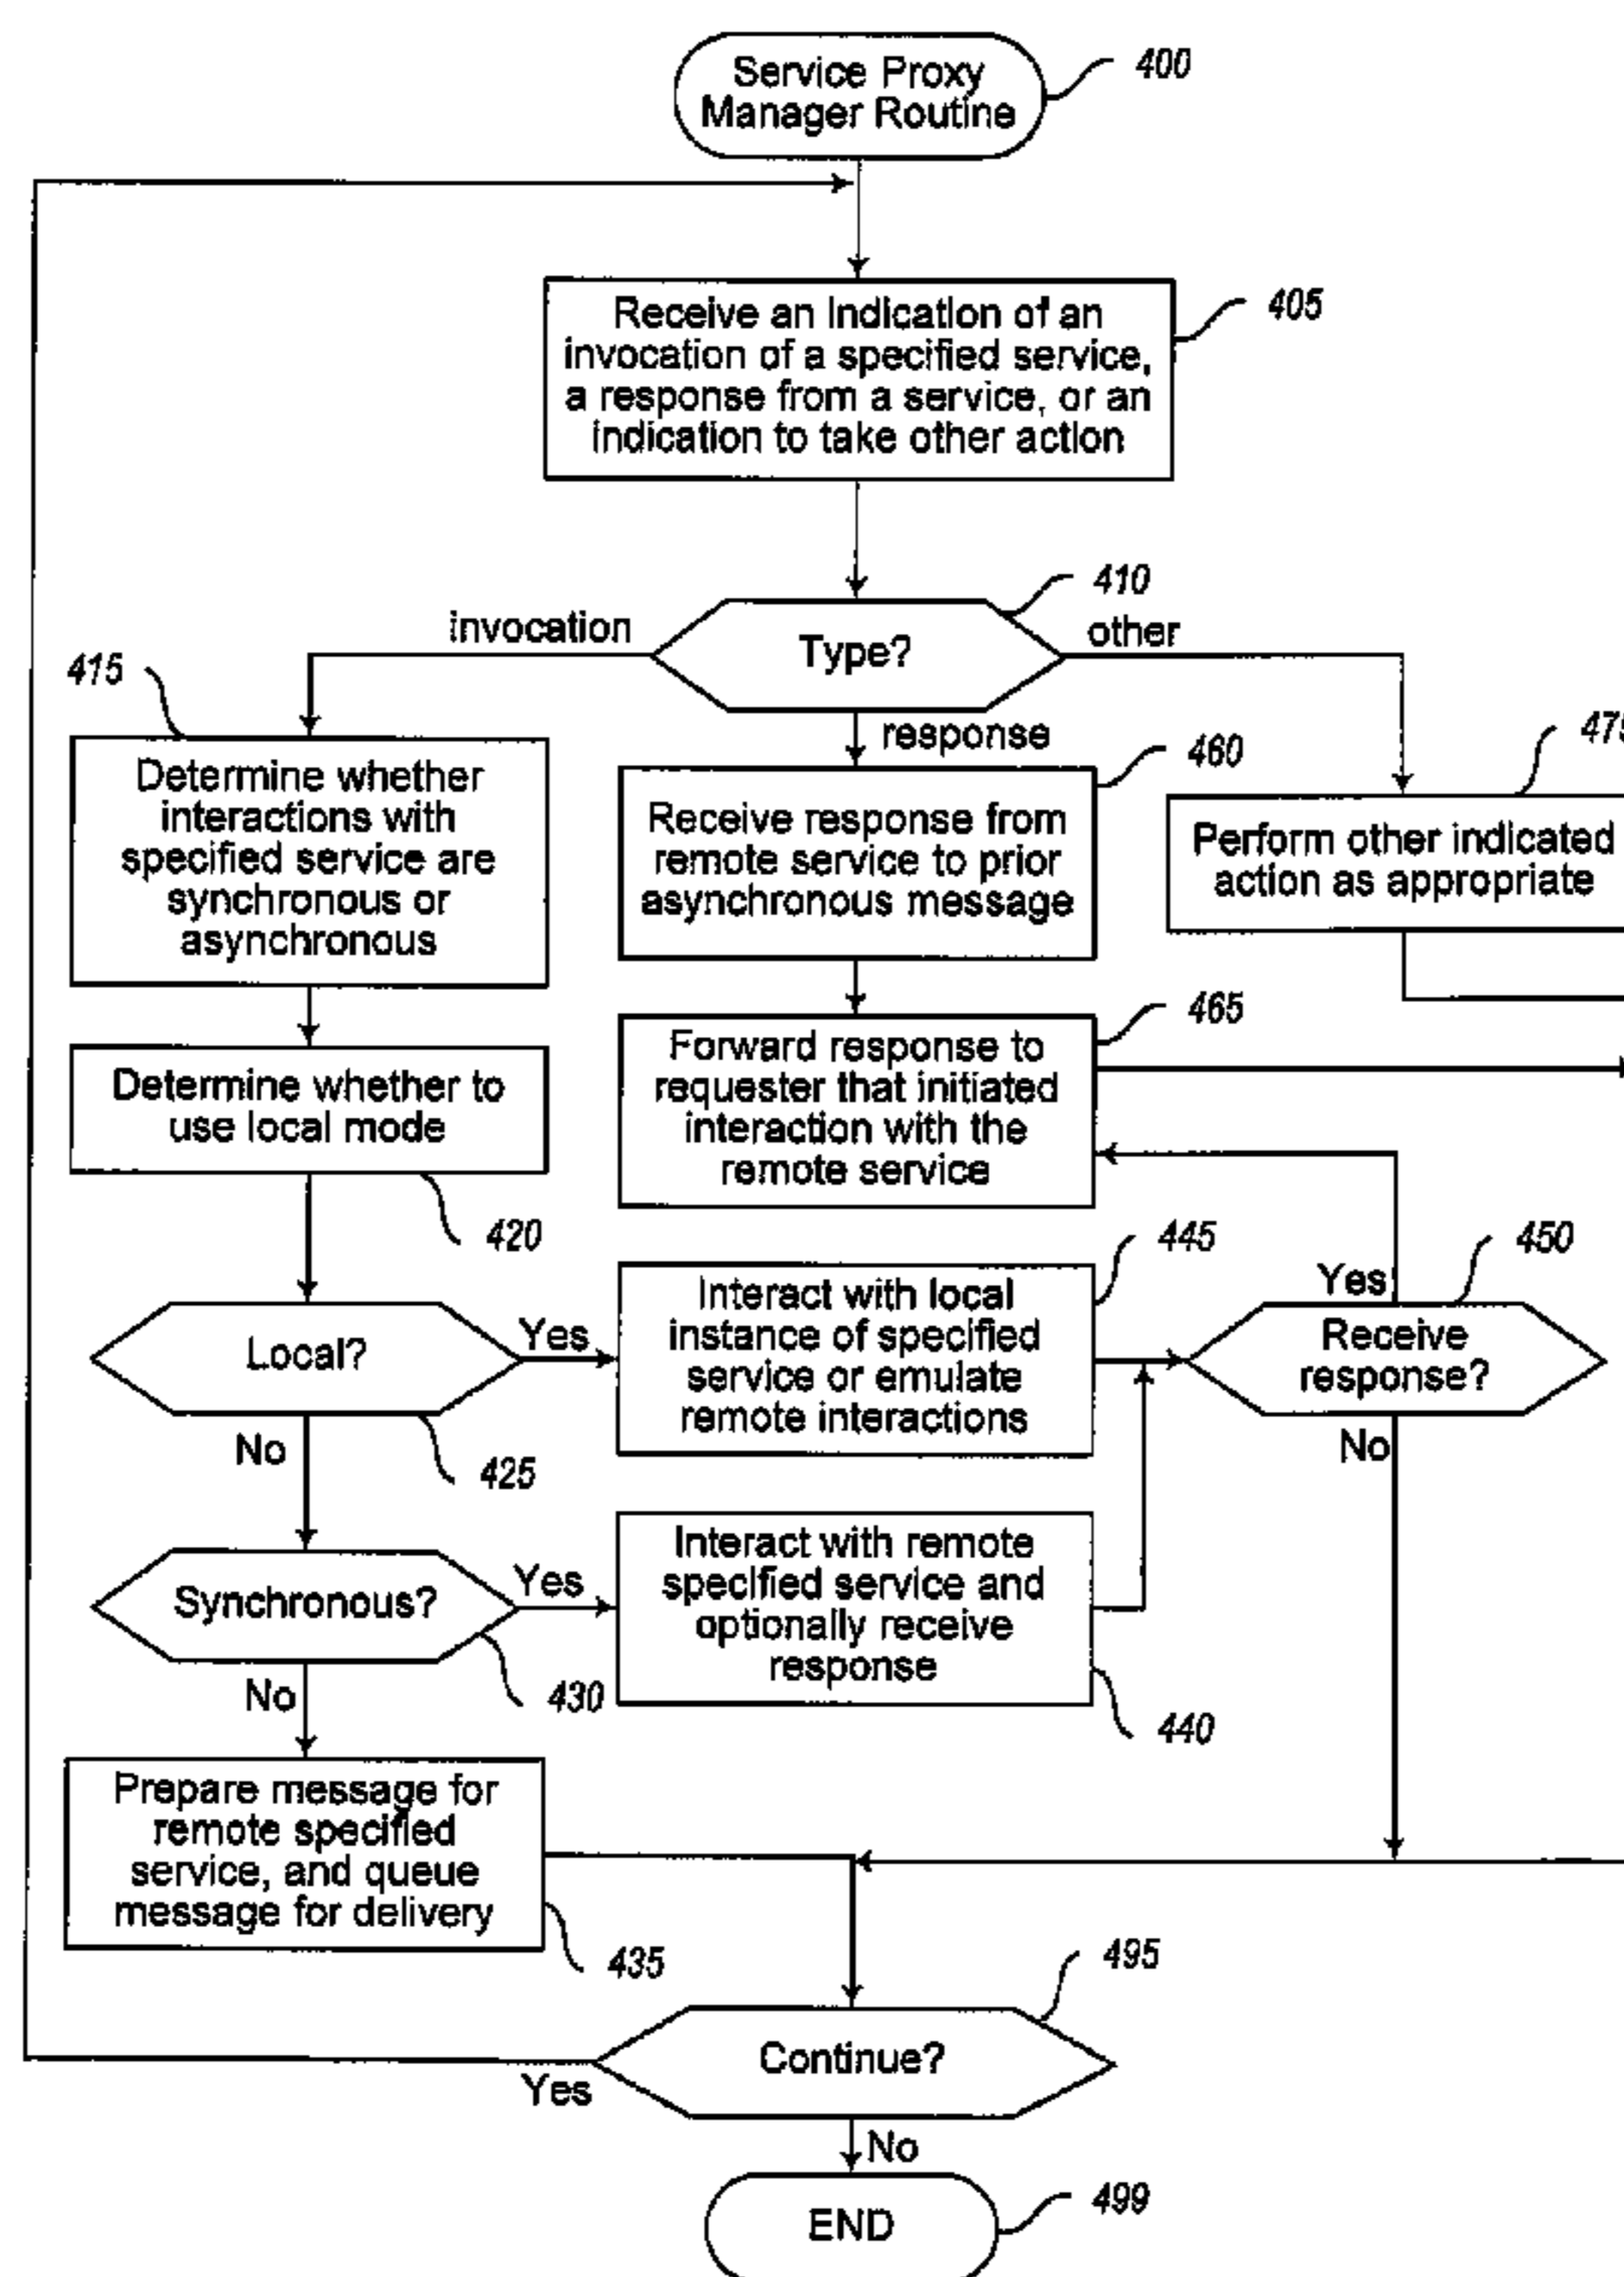 Service Proxy
Manager Routine
400
Receive an indication of an
invocation of a specified service,
a response from a service, or an
indication to take other action
405
410
Type?
invocation
other
response
415
Determine whether
interactions with
specified service are
synchronous or
asynchronous
460
Receive response from
remote service to prior
asynchronous message
Perform other indicated
action as appropriate
465
Forward response to
requester that initiated
interaction with the
remote service
Determine whether to
use local mode
420
Local?
Yes
No
425
445
Interact with local
instance of specified
service or emulate
remote interactions
450
Yes
Receive
response?
No
Synchronous?
Yes
No
430
Interact with remote
specified service and
optionally receive
response
440
Prepare message for
remote specified
service, and queue
message for delivery
435
495
Continue?
Yes
No
END
499